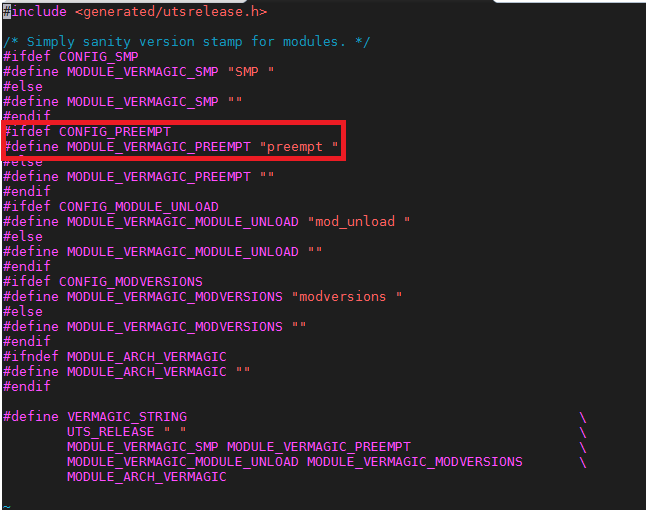 #include <generated/utsrelease.h>
/* Simply sanity version stamp for modules. */
#ifdef CONFIG_SMP
#define MODULE_VERMAGIC_SMP "SMP "
#else
#define MODULE_VERMAGIC_SMP ""
#endif
#ifdef CONFIG_PREEMPT
#define MODULE_VERMAGIC_PREEMPT "preempt "
#else
#define MODULE_VERMAGIC_PREEMPT ""
#endif
#ifdef CONFIG_MODULE_UNLOAD
#define MODULE_VERMAGIC_MODULE_UNLOAD "mod_unload "
#else
#define MODULE_VERMAGIC_MODULE_UNLOAD ""
#endif
#ifdef CONFIG_MODVERSIONS
#define MODULE_VERMAGIC_MODVERSIONS "modversions "
#else
#define MODULE_VERMAGIC_MODVERSIONS ""
#endif
#ifndef MODULE_ARCH_VERMAGIC
#define MODULE_ARCH_VERMAGIC ""
#endif
#define VERMAGIC_STRING \
UTS_RELEASE " " \
MODULE_VERMAGIC_SMP MODULE_VERMAGIC_PREEMPT \
MODULE_VERMAGIC_MODULE_UNLOAD MODULE_VERMAGIC_MODVERSIONS \
MODULE_ARCH_VERMAGIC
~